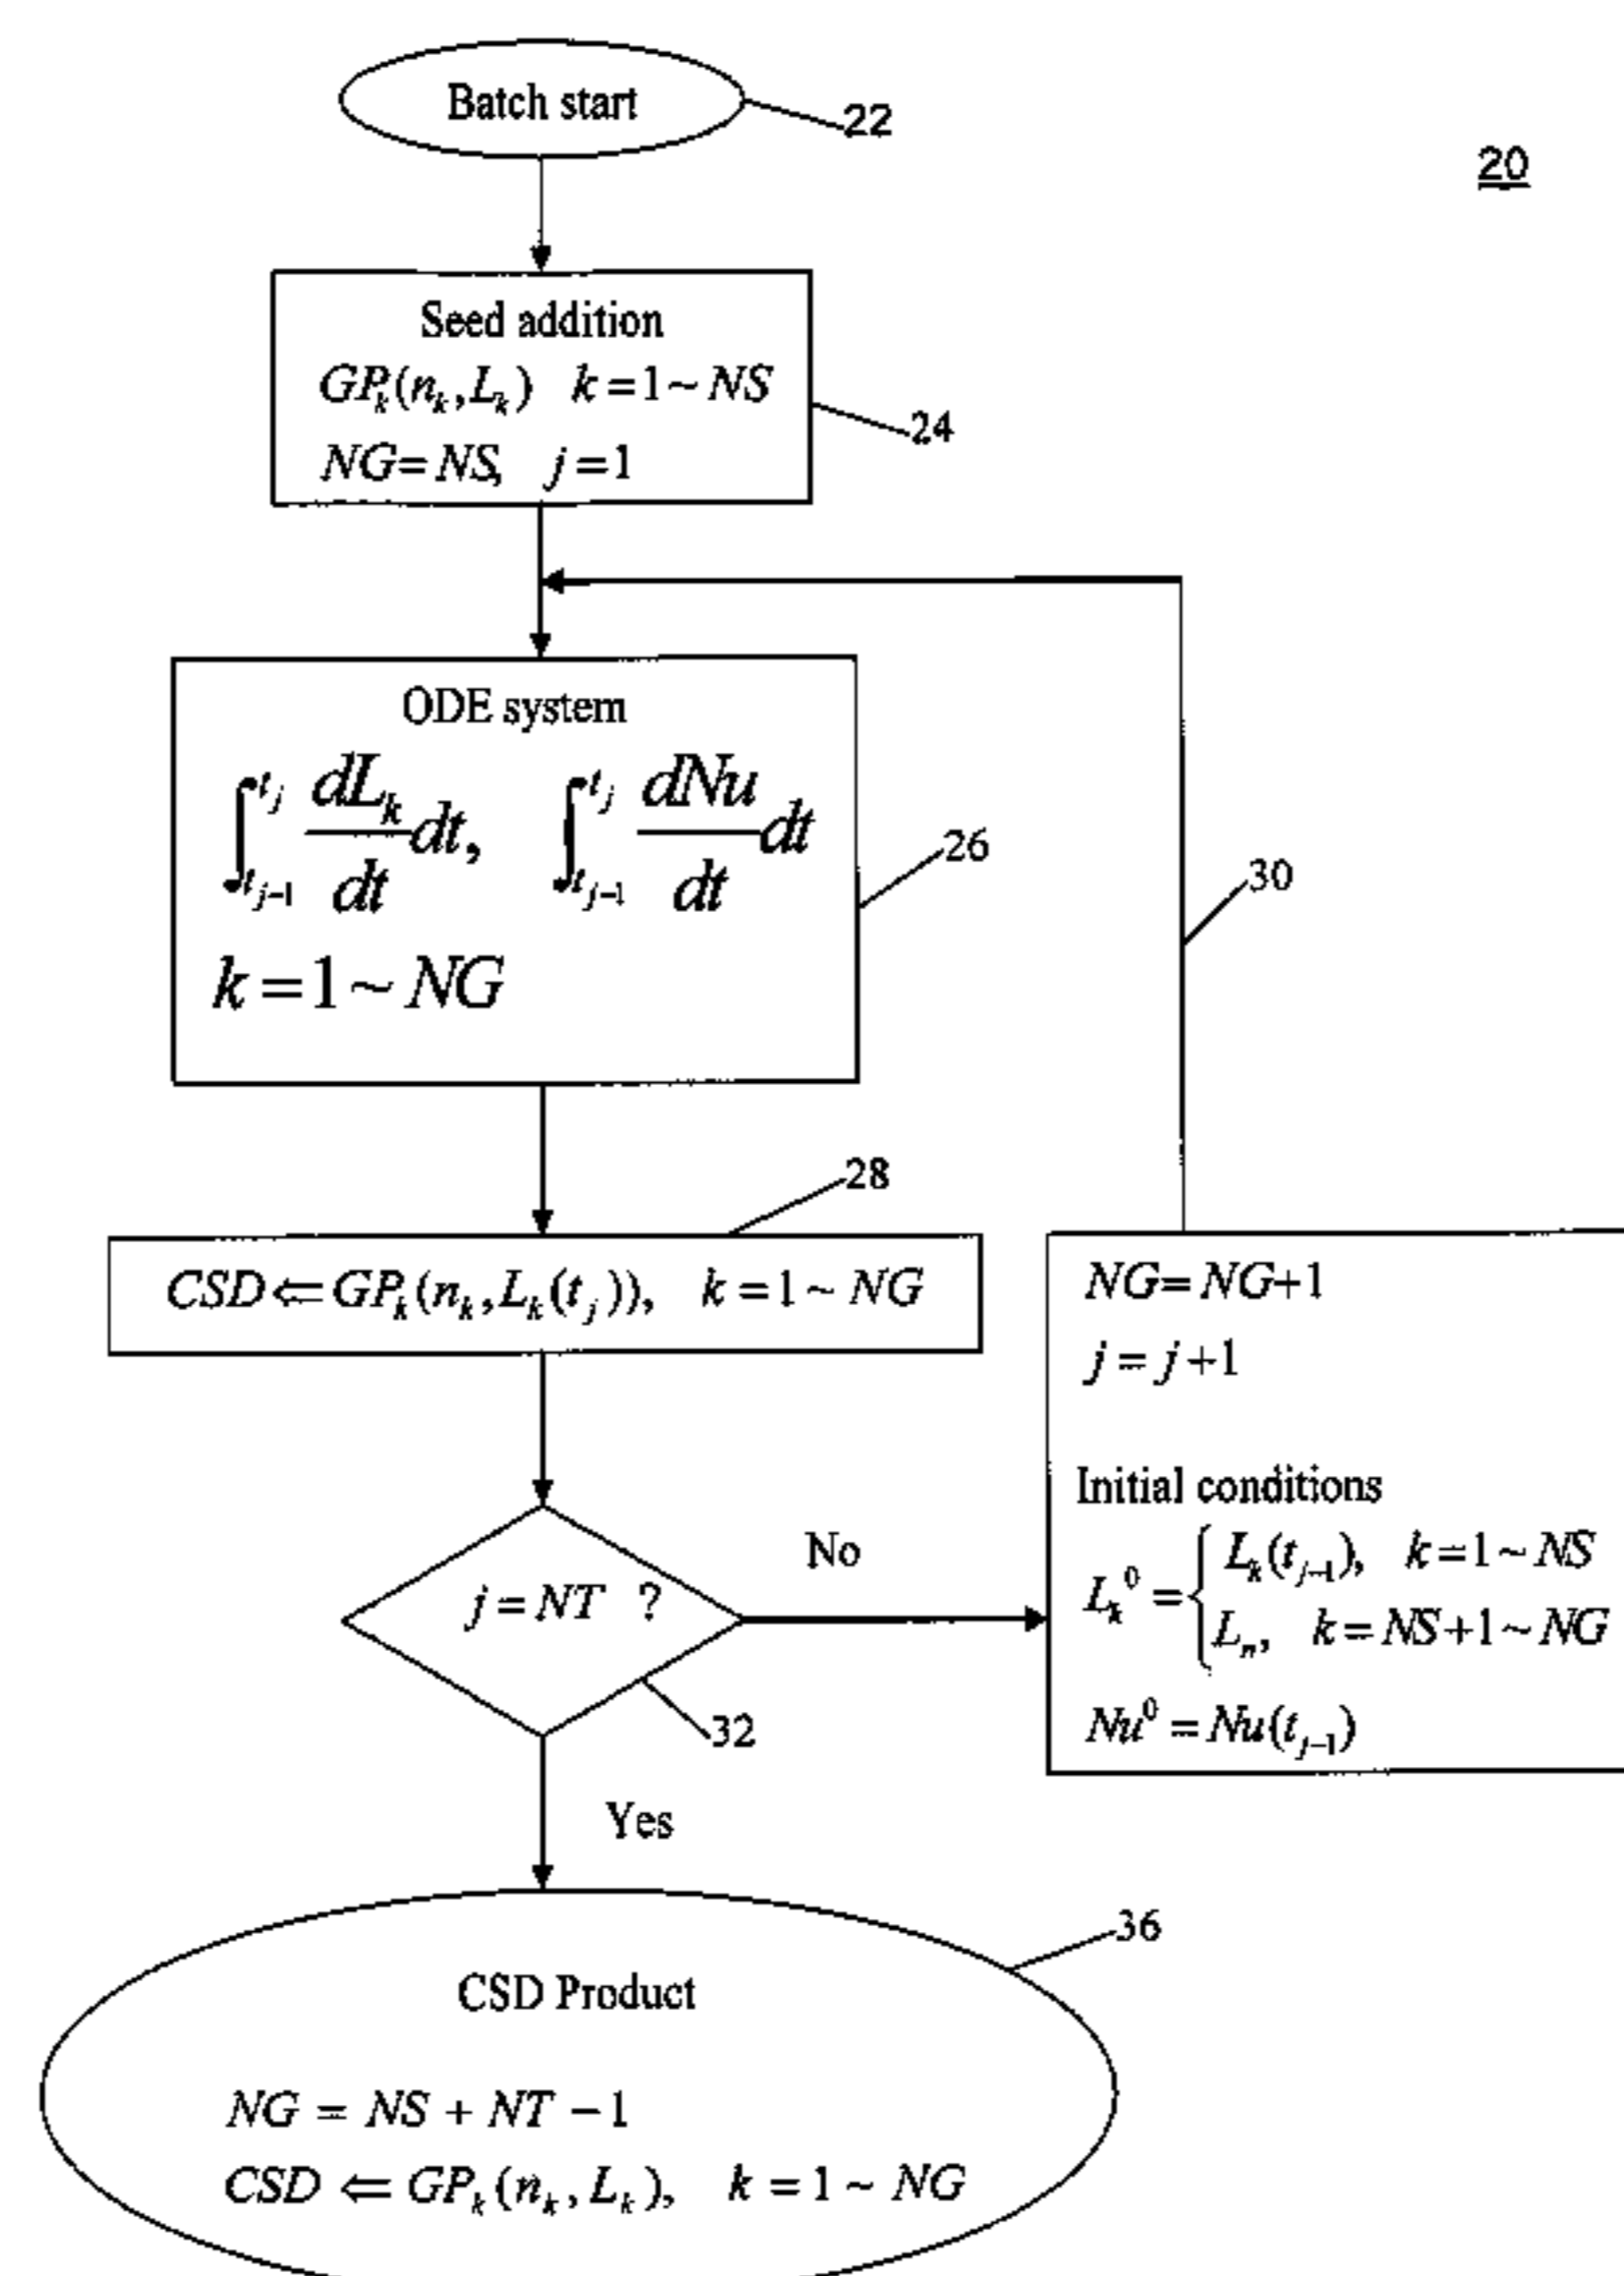 Batch start
22
20
Seed addition
GP_k(n_k, L_k) k = 1 ~ NS
NG = NS, j = 1
24
ODE system
∫_{t_{j-1}}^{t_j} dL_k/dt dt, ∫_{t_{j-1}}^{t_j} dNu/dt dt
k = 1 ~ NG
26
30
28
CSD ⇐ GP_k(n_k, L_k(t_j)), k = 1 ~ NG
NG = NG+1
j = j+1
Initial conditions
L_k^0 = { L_k(t_{j-1}), k = 1 ~ NS
L_n, k = NS+1 ~ NG
Nu^0 = Nu(t_{j-1})
No
j = NT ?
32
Yes
36
CSD Product
NG = NS + NT − 1
CSD ⇐ GP_k(n_k, L_k), k = 1 ~ NG